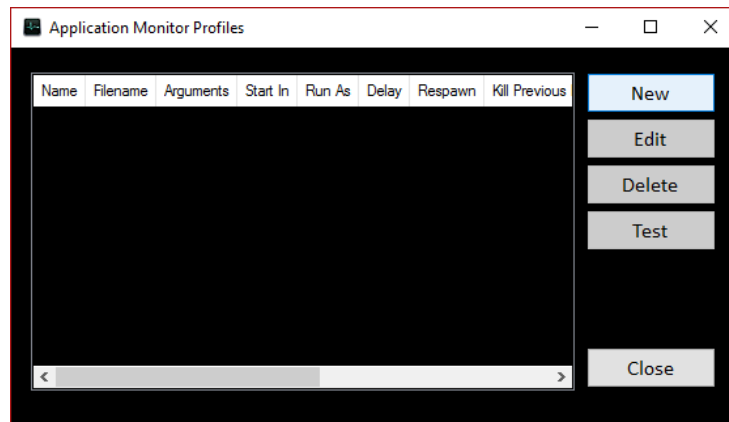 Application Monitor Profiles
Name Filename Arguments Start In Run As Delay Respawn Kill Previous
New
Edit
Delete
Test
Close